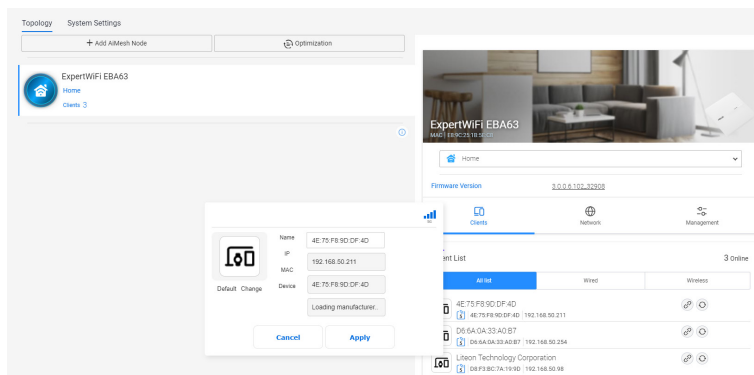 Topology System Settings
+ Add AiMesh Node
Optimization
ExpertWiFi EBA63
Home
Clients 3
ExpertWiFi EBA63
Home
Firmware Version 3.0.0.6.102_32908
Clients Network Management
ent List 3 Online
All list Wired Wireless
4E:75:F8:9D:DF:4D
4E:75:F8:9D:DF:4D 192.168.50.211
D6:6A:0A:33:A0:B7
D6:6A:0A:33:A0:B7 192.168.50.254
Liteon Technology Corporation
D8:F3:BC:7A:19:9D 192.168.50.98
Name 4E:75:F8:9D:DF:4D
IP 192.168.50.211
MAC 4E:75:F8:9D:DF:4D
Device Loading manufacturer...
Default Change
Cancel Apply